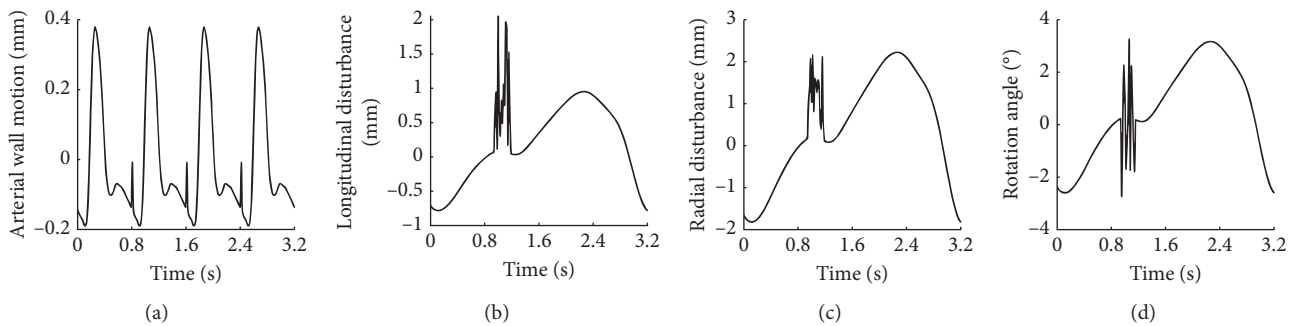 Arterial wall motion (mm)
0.4
0.2
0
−0.2
0 0.8 1.6 2.4 3.2
Time (s)
(a)
Longitudinal disturbance
(mm)
2
1.5
1
0.5
0
−0.5
−1
0 0.8 1.6 2.4 3.2
Time (s)
(b)
Radial disturbance (mm)
3
2
1
0
−1
−2
0 0.8 1.6 2.4 3.2
Time (s)
(c)
Rotation angle (°)
4
2
0
−2
−4
0 0.8 1.6 2.4 3.2
Time (s)
(d)